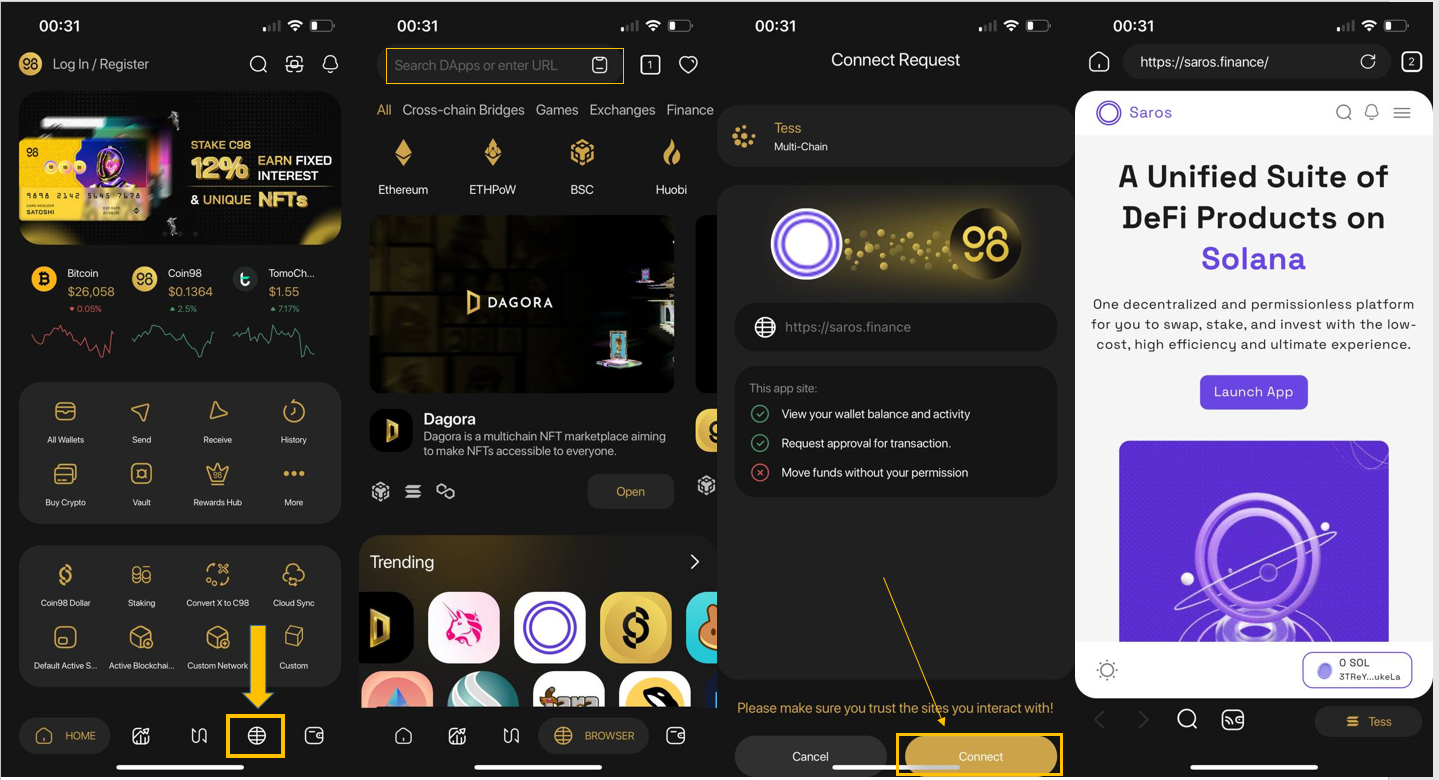 00:31
Log In / Register
STAKE C98
12% EARN FIXED
INTEREST
& UNIQUE NFTs
9898 2142 5645 7678
SATOSHI
Bitcoin
$26,058
0.05%
Coin98
$0.1364
2.5%
TomoCh...
$1.55
7.17%
All Wallets
Send
Receive
History
Buy Crypto
Vault
Rewards Hub
More
Coin98 Dollar
Staking
Convert X to C98
Cloud Sync
Default Active S...
Active Blockchai...
Custom Network
Custom
HOME
00:31
Search DApps or enter URL
1
All
Cross-chain Bridges
Games
Exchanges
Finance
Ethereum
ETHPoW
BSC
Huobi
DAGORA
Dagora
Dagora is a multichain NFT marketplace aiming
to make NFTs accessible to everyone.
Open
Trending
BROWSER
00:31
Connect Request
Tess
Multi-Chain
https://saros.finance
This app site:
View your wallet balance and activity
Request approval for transaction.
Move funds without your permission
Please make sure you trust the sites you interact with!
Cancel
Connect
00:31
https://saros.finance/
2
Saros
A Unified Suite of
DeFi Products on
Solana
One decentralized and permissionless platform
for you to swap, stake, and invest with the low-
cost, high efficiency and ultimate experience.
Launch App
0 SOL
3TReY...ukeLa
Tess